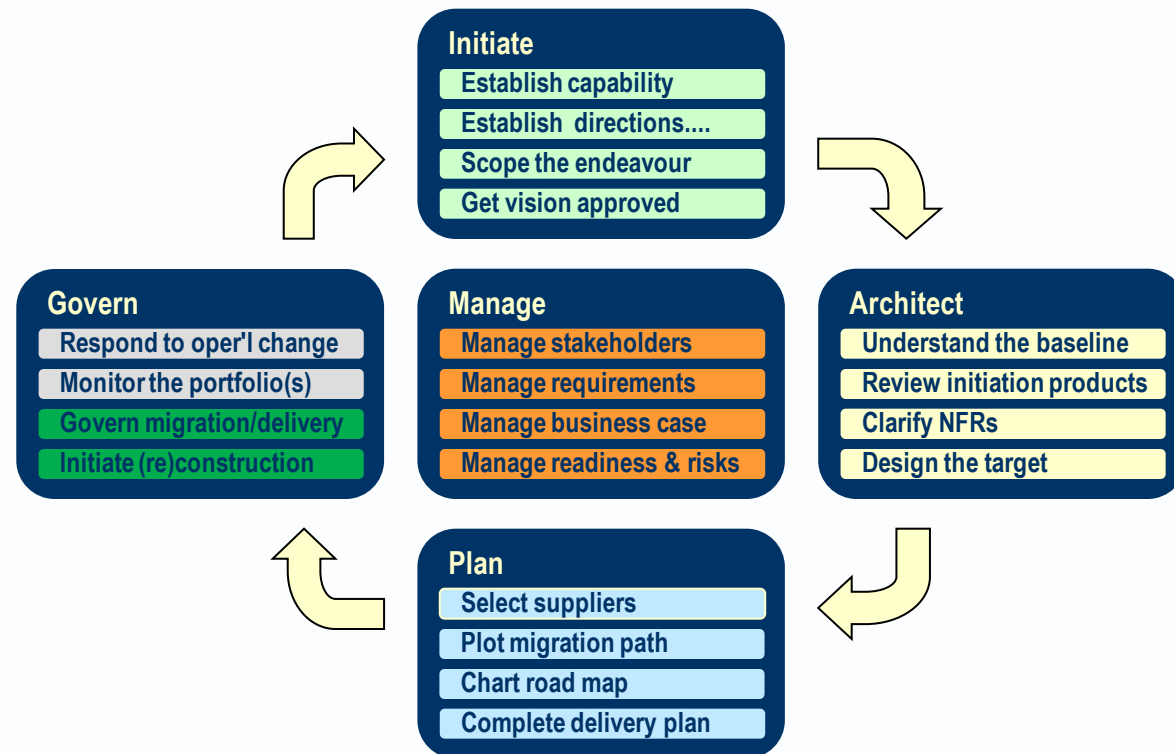 Initiate
Establish capability
Establish directions....
Scope the endeavour
Get vision approved
Govern
Respond to oper'l change
Monitor the portfolio(s)
Govern migration/delivery
Initiate (re)construction
Manage
Manage stakeholders
Manage requirements
Manage business case
Manage readiness & risks
Architect
Understand the baseline
Review initiation products
Clarify NFRs
Design the target
Plan
Select suppliers
Plot migration path
Chart road map
Complete delivery plan